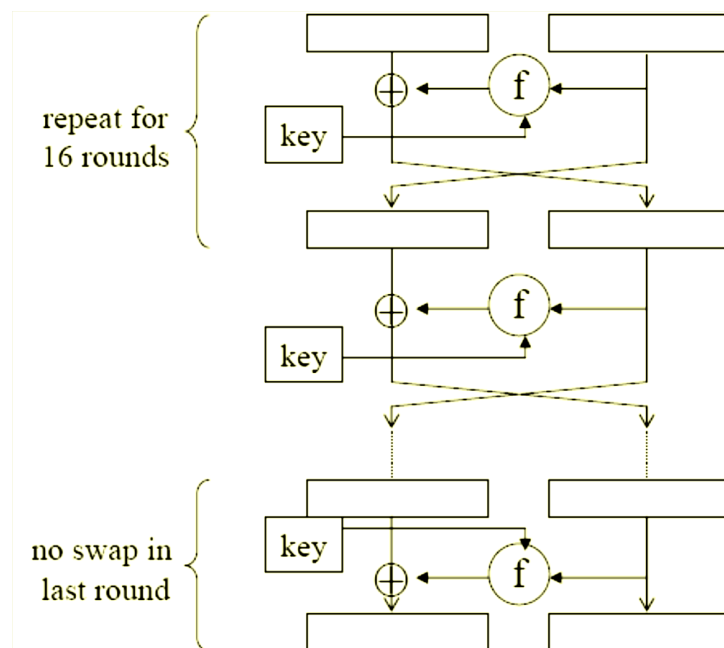 f
repeat for
16 rounds
key
f
key
no swap in
last round
key
f